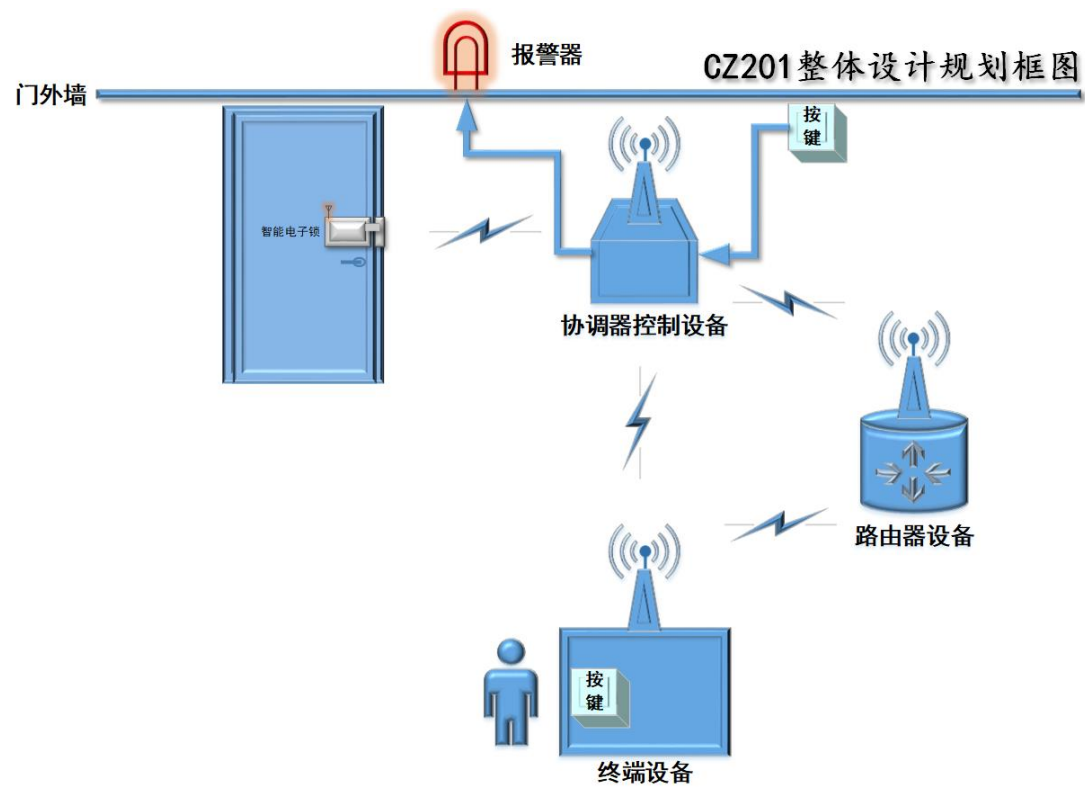 报警器
CZ201整体设计规划框图
门外墙
按
键
智能电子锁
协调器控制设备
路由器设备
按
键
终端设备